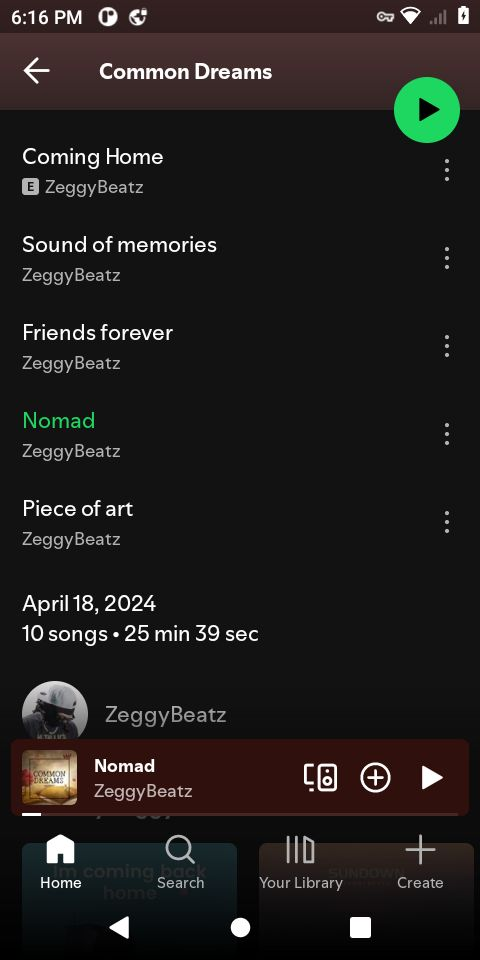 6:16 PM
Common Dreams
Coming Home
E ZeggyBeatz
Sound of memories
ZeggyBeatz
Friends forever
ZeggyBeatz
Nomad
ZeggyBeatz
Piece of art
ZeggyBeatz
April 18, 2024
10 songs • 25 min 39 sec
ZeggyBeatz
COMMON
DREAMS
Nomad
ZeggyBeatz
Im coming back
home
SUNDOWN
Home
Search
Your Library
Create